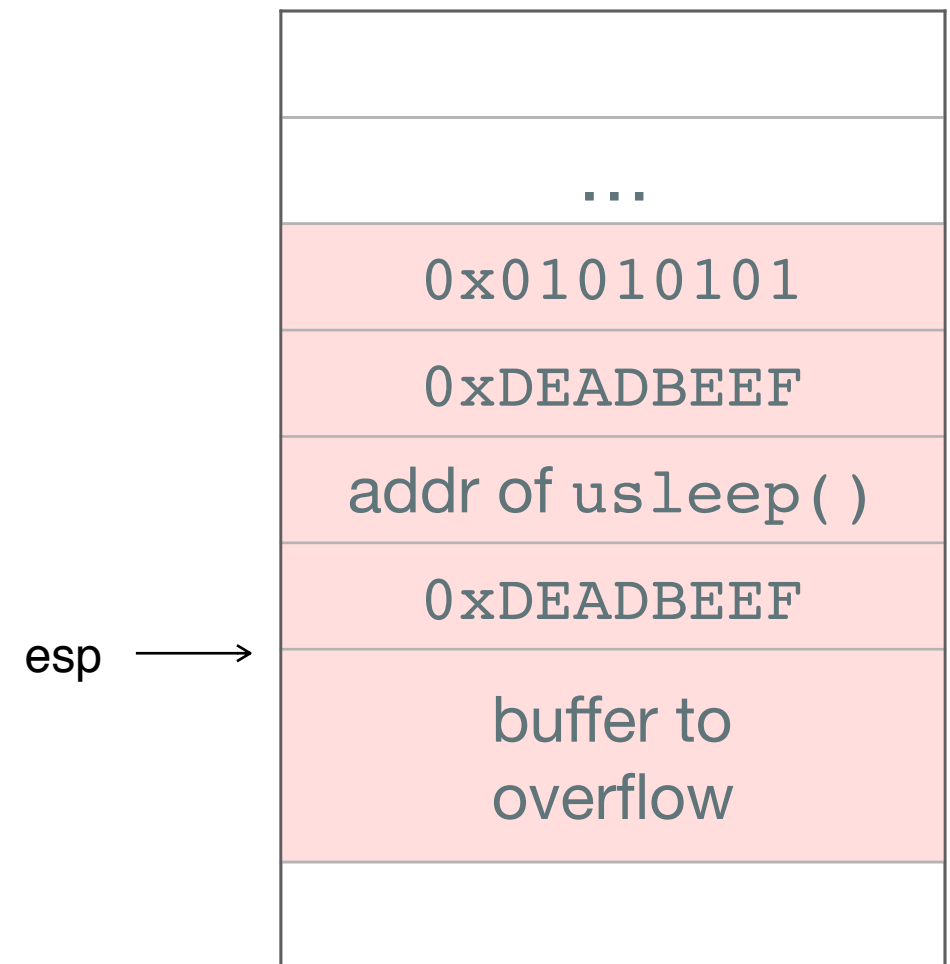 ...
0x01010101
0xDEADBEEF
addr of usleep()
0xDEADBEEF
esp
buffer to
overflow